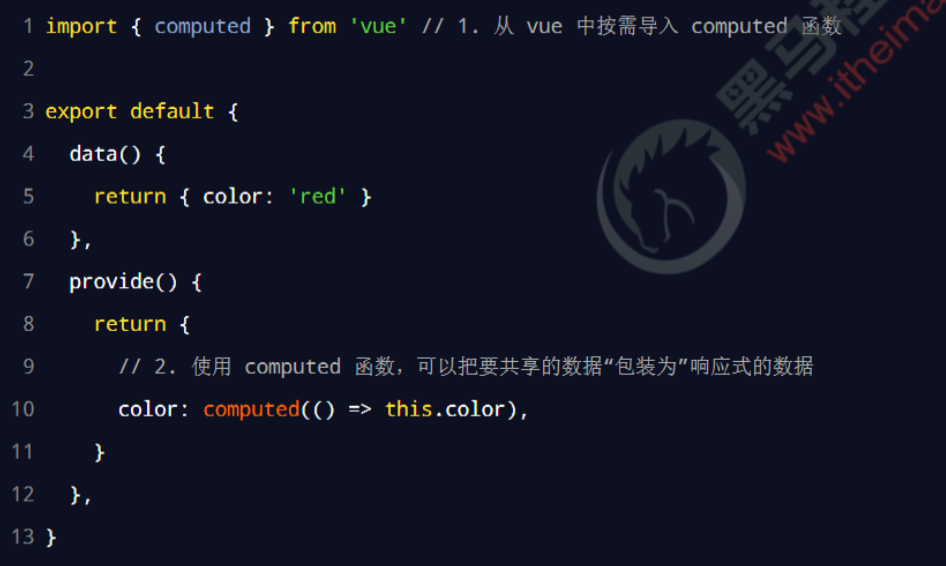 1 import { computed } from 'vue' // 1. 从 vue 中按需导入 computed 函数
2
3 export default {
4   data() {
5     return { color: 'red' }
6   },
7   provide() {
8     return {
9       // 2. 使用 computed 函数，可以把要共享的数据“包装为”响应式的数据
10       color: computed(() => this.color),
11     }
12   },
13 }
黑马程
www.itheima